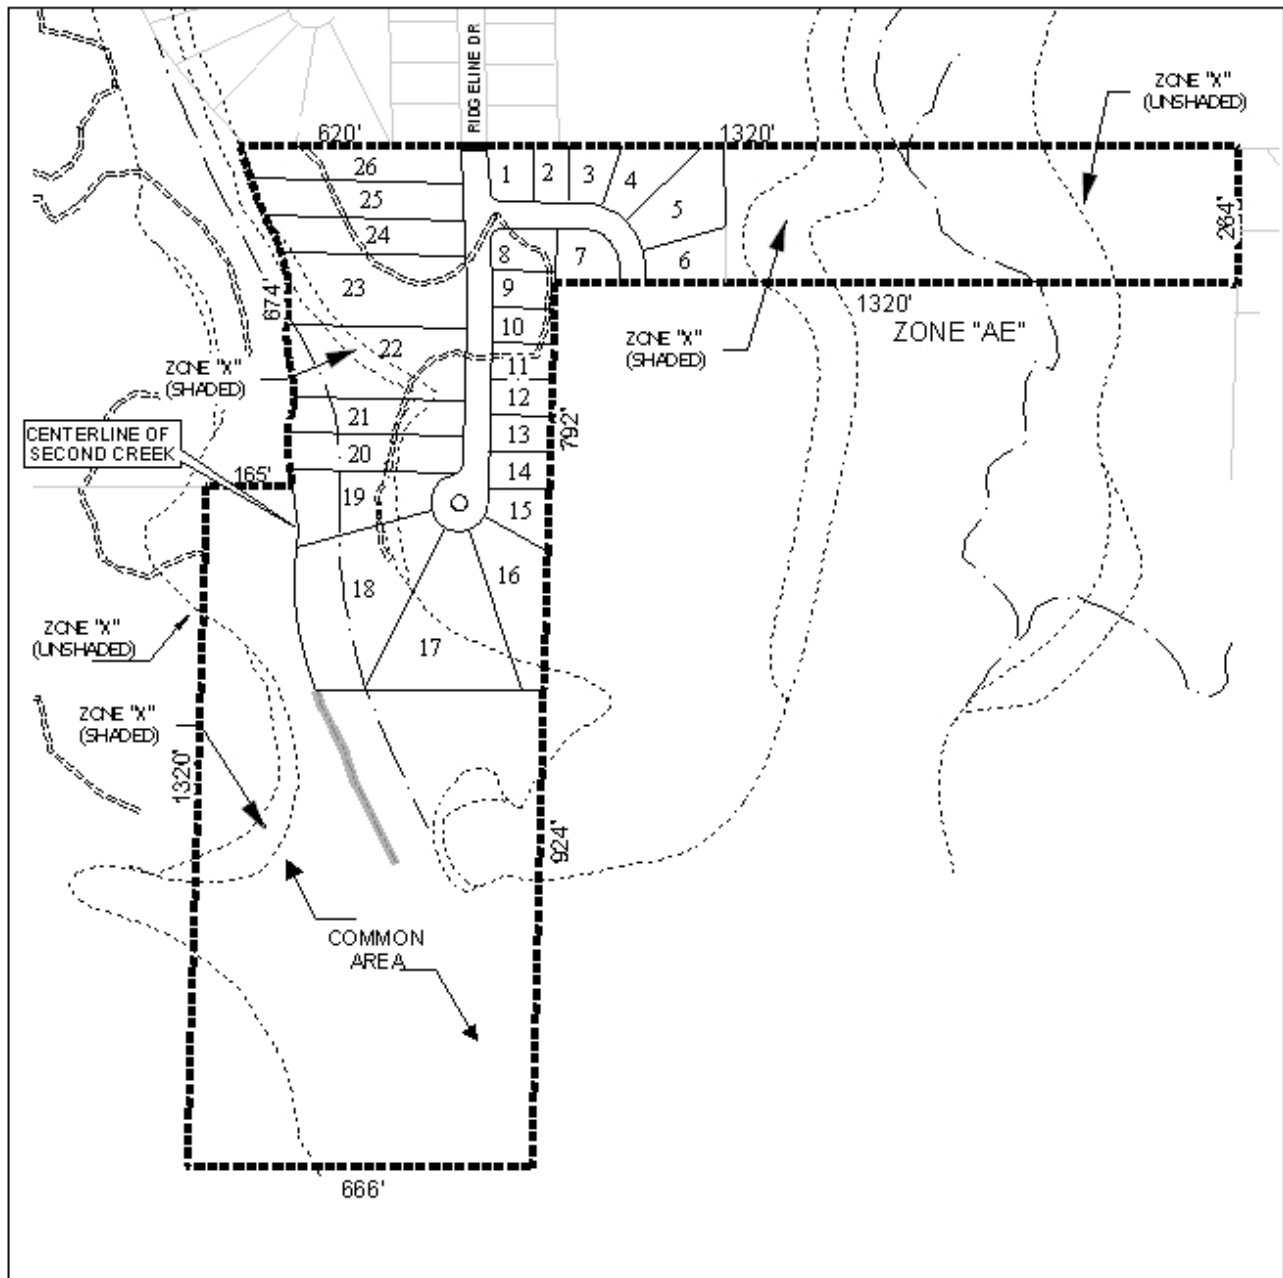 RIDGELINE DR
ZONE "X"
(UNSHADED)
620'
1320'
26
1
2
3
4
25
5
24
264'
8
7
6
23
9
674'
1320'
10
ZONE "AE"
ZONE "X"
(SHADED)
22
ZONE "X"
(SHADED)
11
12
21
13
792'
CENTERLINE OF
SECOND CREEK
20
165'
14
19
15
18
16
ZONE "X"
(UNSHADED)
17
ZONE "X"
(SHADED)
1320'
924'
COMMON
AREA
666'